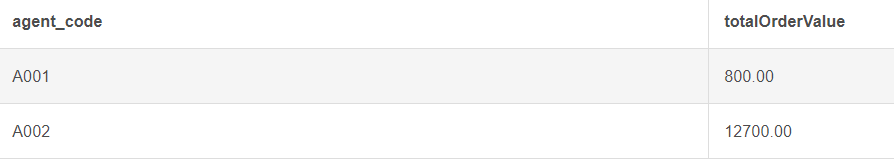 agent_code totalOrderValue
A001 800.00
A002 12700.00